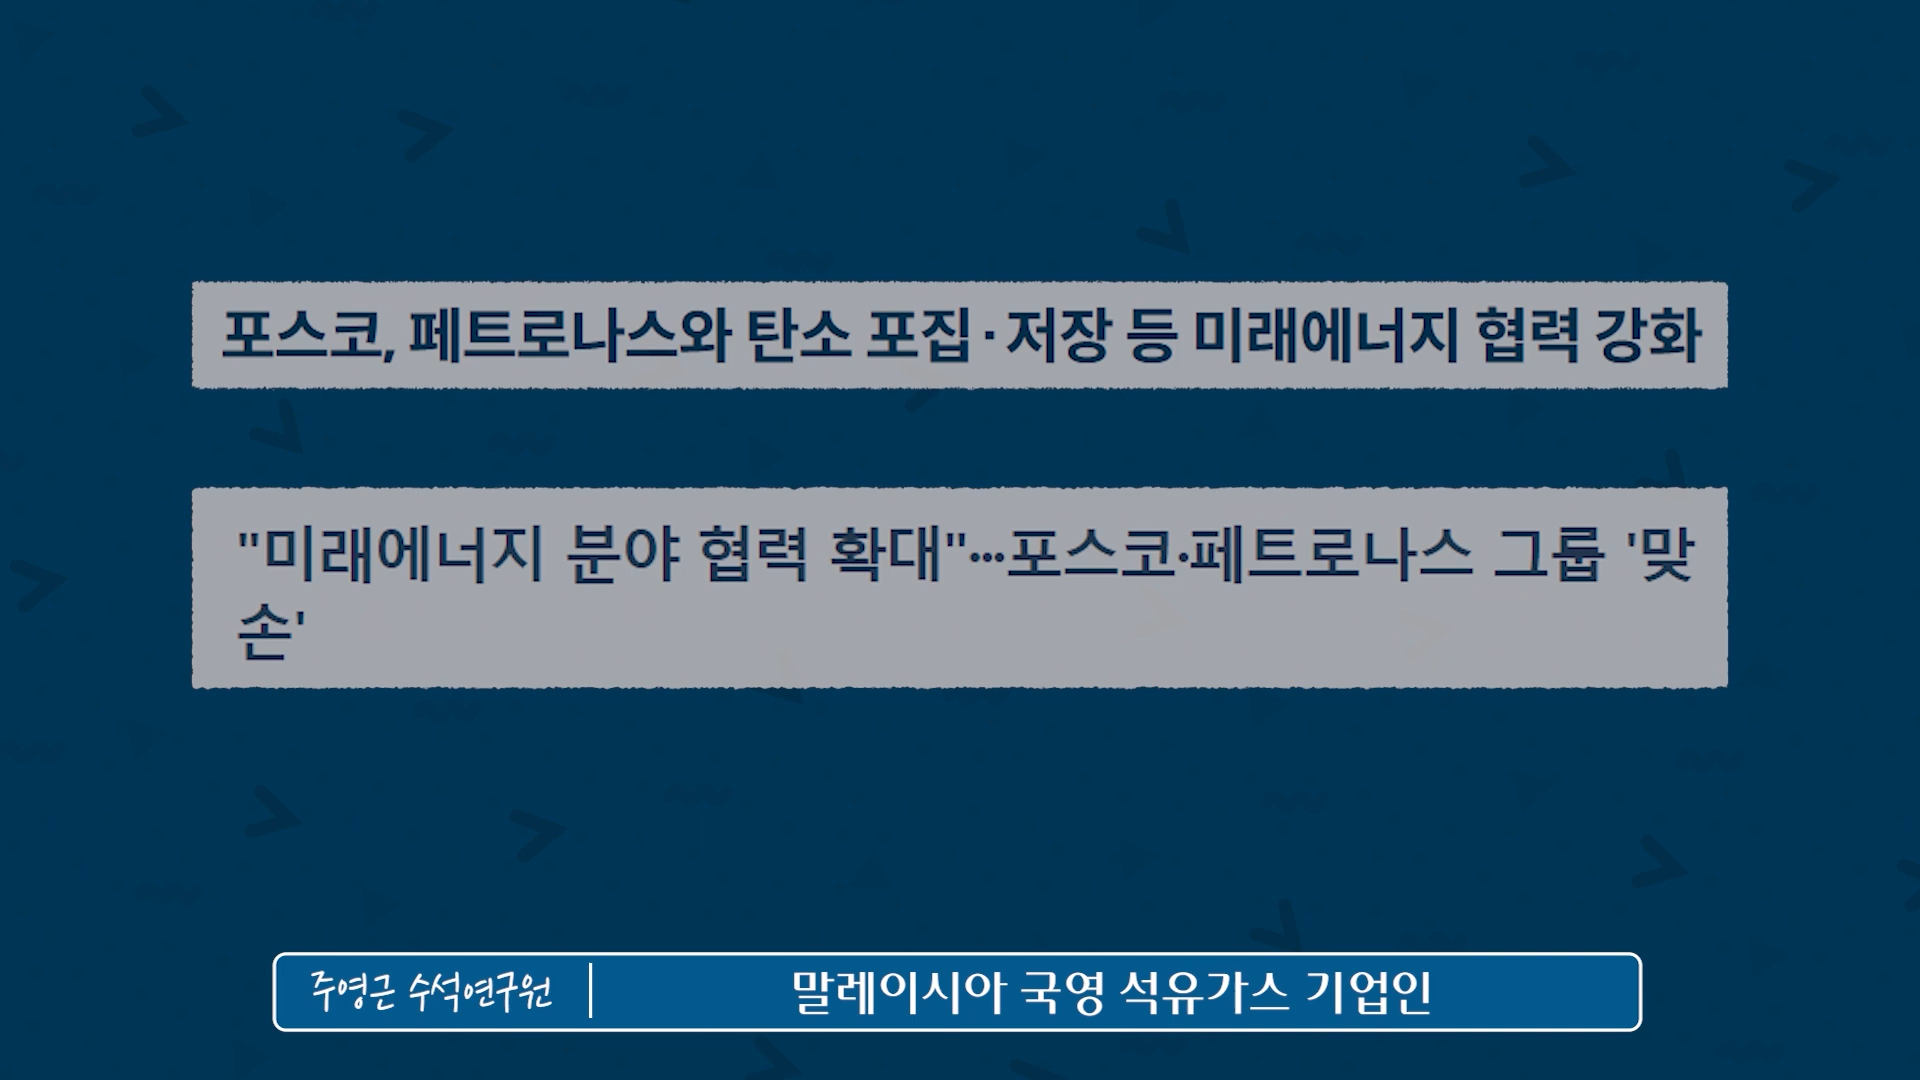 포스코, 페트로나스와 탄소 포집·저장 등 미래에너지 협력 강화
"미래에너지 분야 협력 확대"…포스코·페트로나스 그룹 '맞
손'
주영근 수석연구원
말레이시아 국영 석유가스 기업인